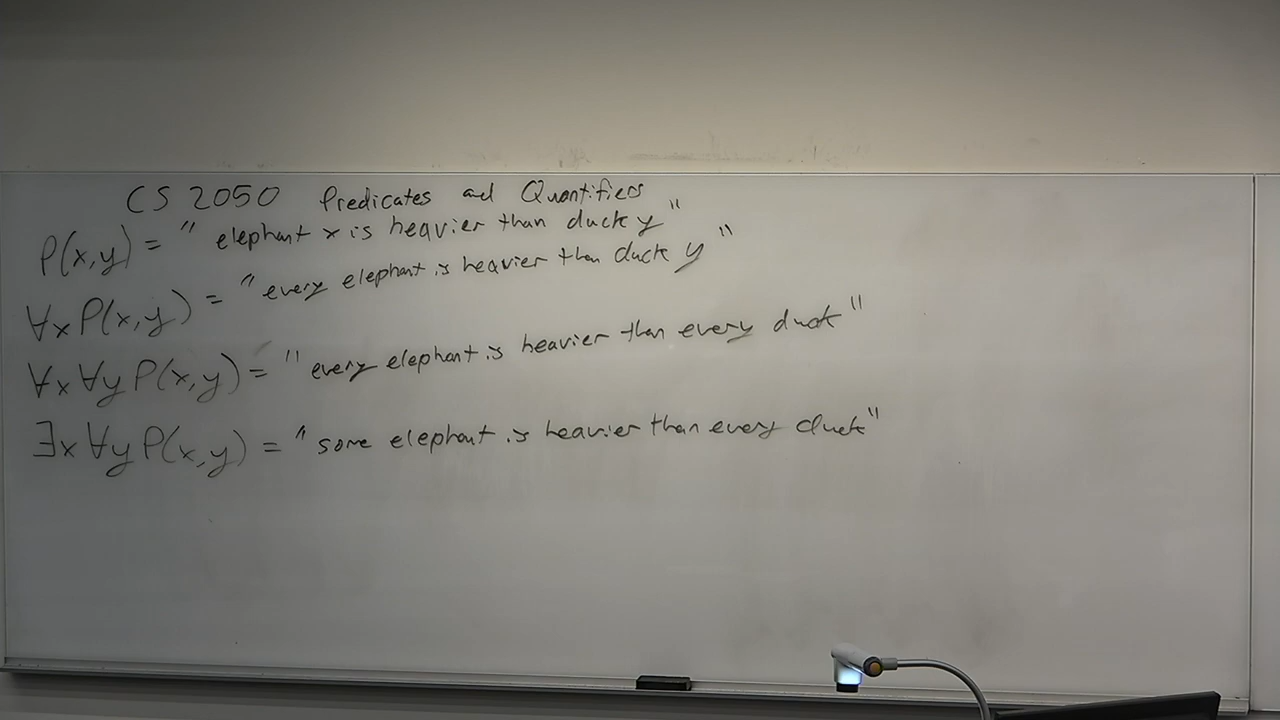 CS 2050 Predicates and Quantifiers
P(x,y) = " elephant x is heavier than duck y "
∀x P(x,y) = "every elephant is heavier than duck y "
∀x ∀y P(x,y) = "every elephant is heavier than every duck"
∃x ∀y P(x,y) = "some elephant is heavier than every duck"